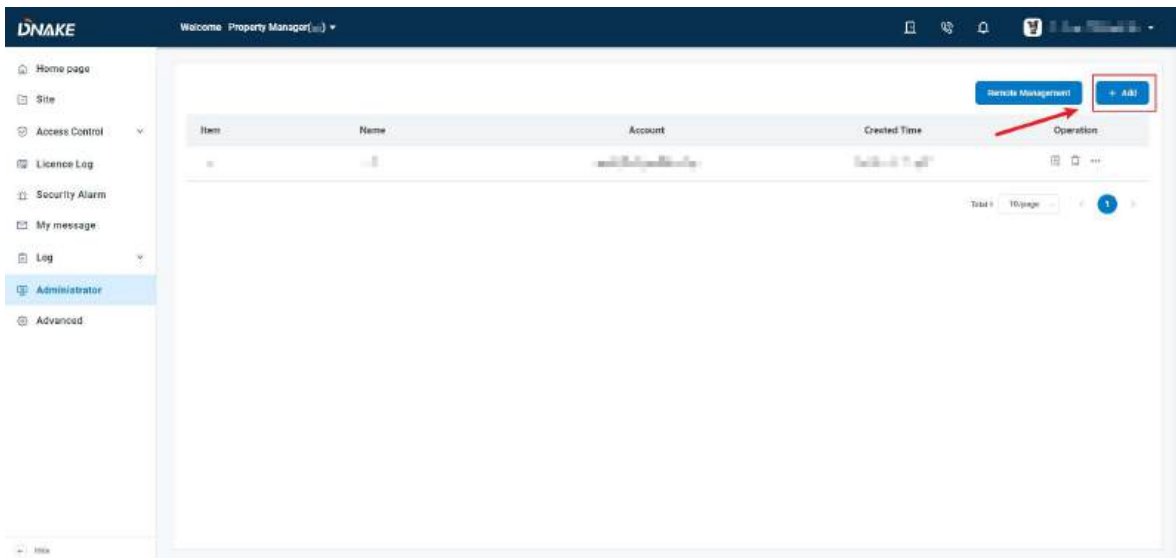 DNAKE
Welcome Property Manager( ) 
Home page
Site
Access Control
Licence Log
Security Alarm
My message
Log
Administrator
Advanced
Remote Management
+ Add
Item Name Account Created Time Operation
10/page
1